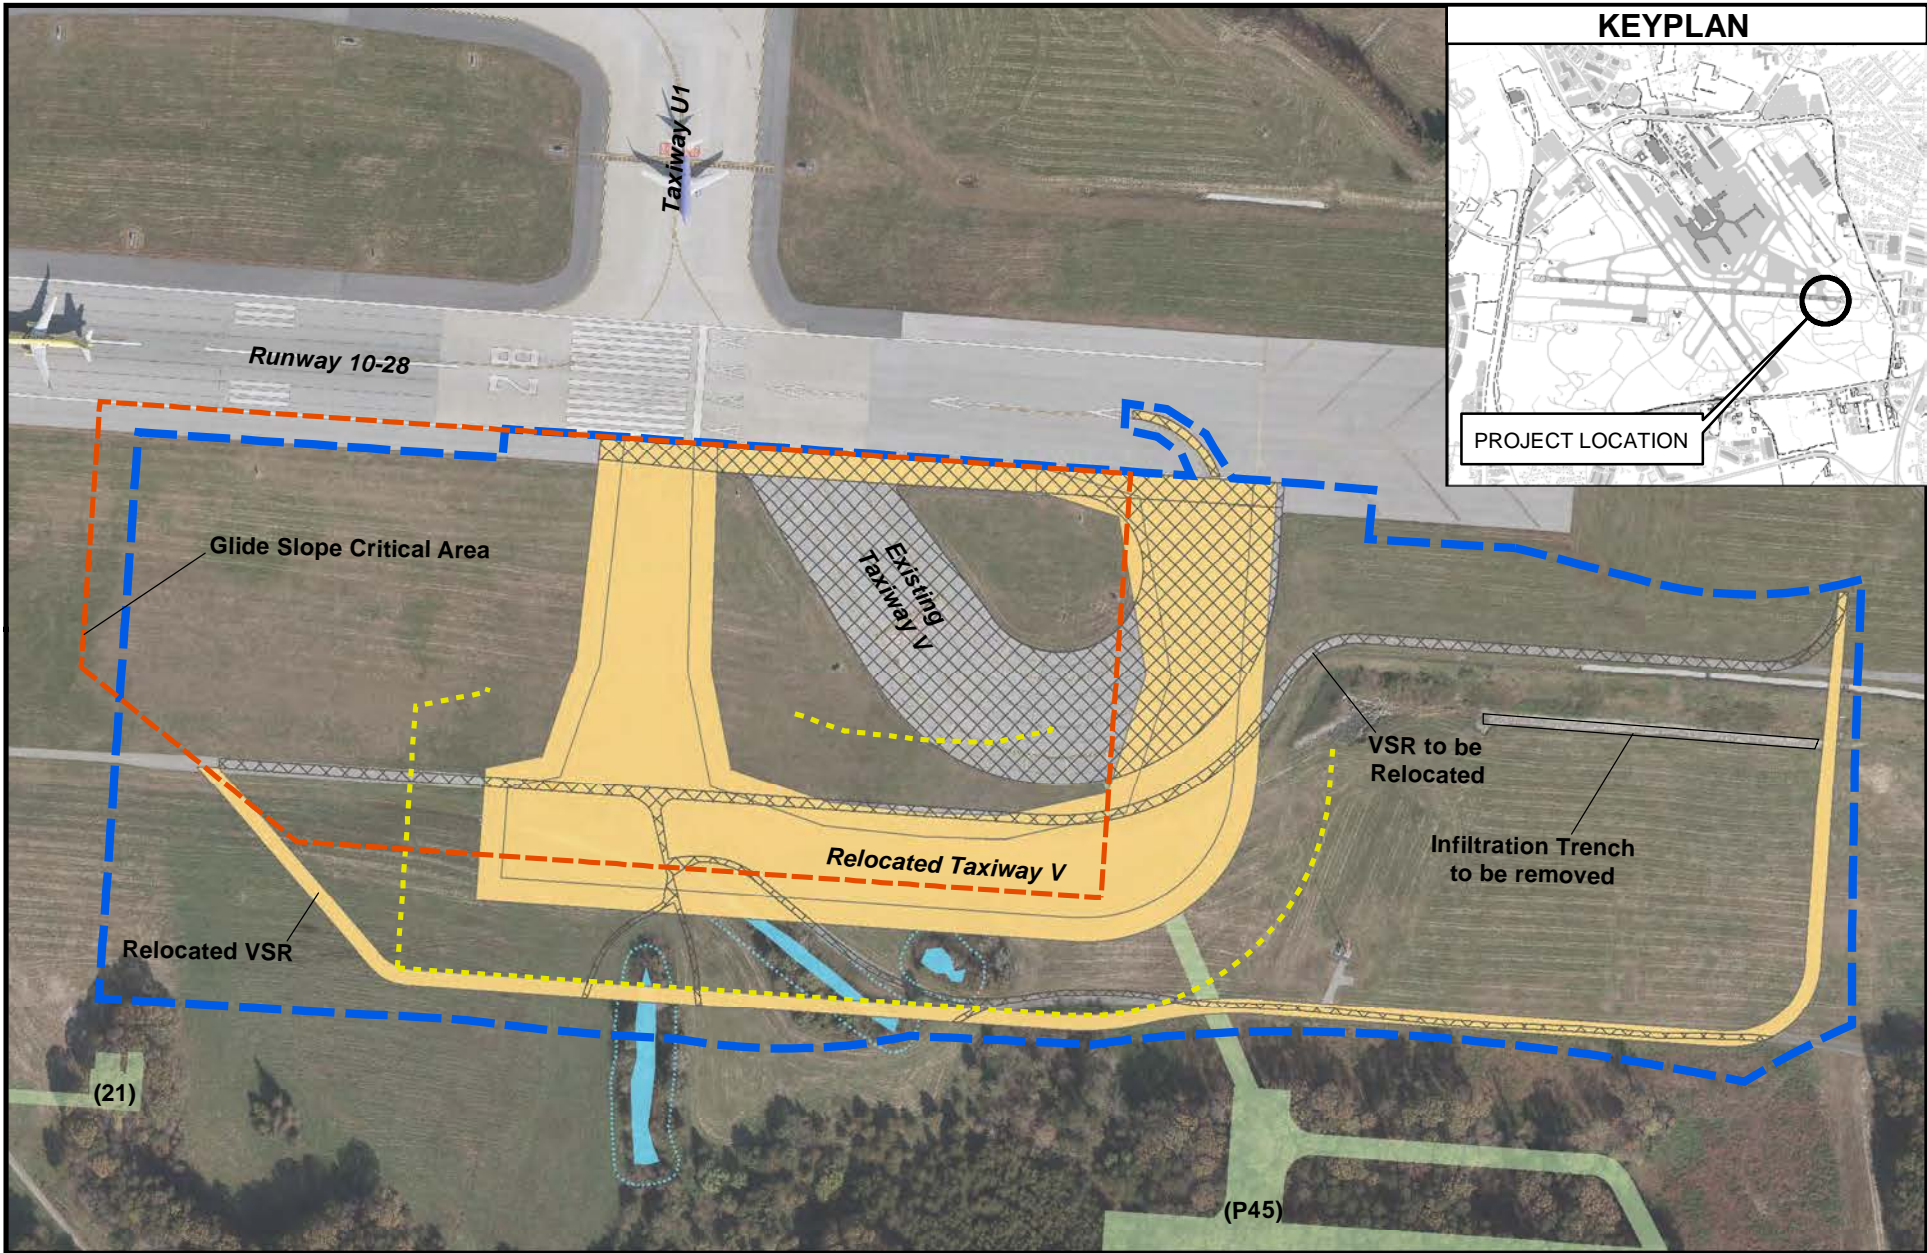 KEYPLAN
Taxiway U1
28
Runway 10-28
PROJECT LOCATION
Glide Slope Critical Area
Existing
Taxiway V
VSR to be
Relocated
Infiltration Trench
to be removed
Relocated Taxiway V
Relocated VSR
(21)
(P45)